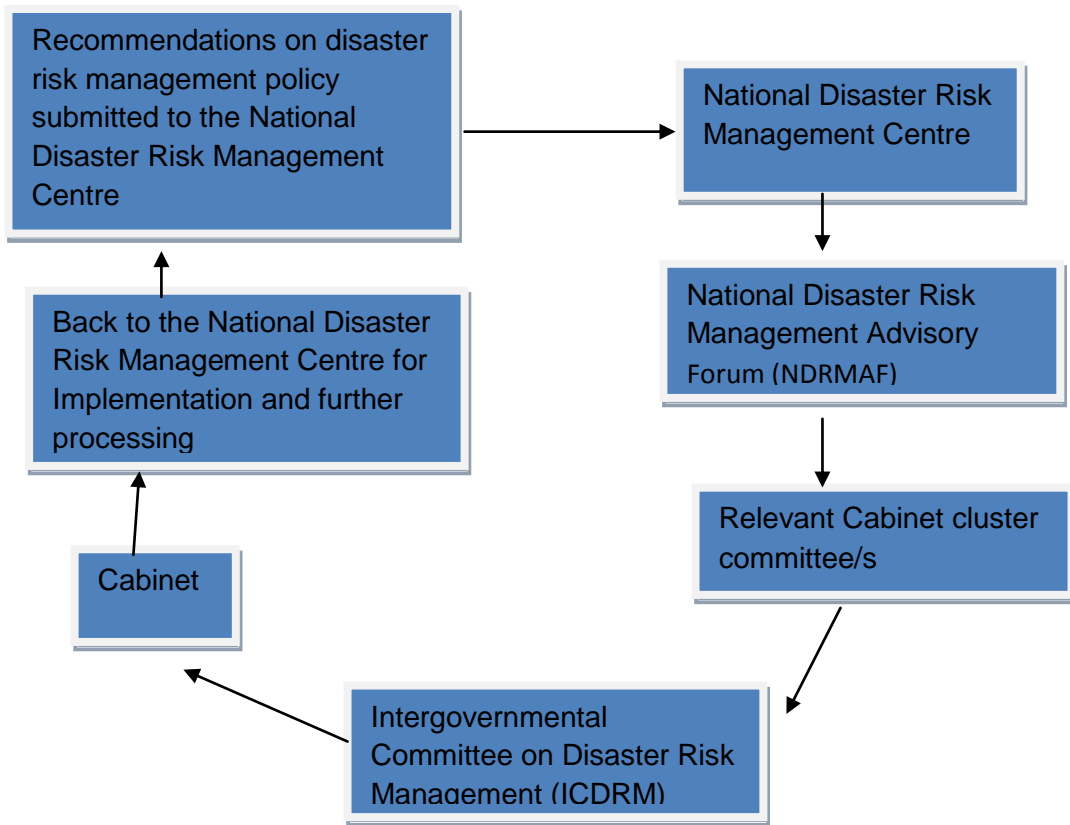 Recommendations on disaster
risk management policy
submitted to the National
Disaster Risk Management
Centre
National Disaster Risk
Management Centre
National Disaster Risk
Management Advisory
Forum (NDRMAF)
Relevant Cabinet cluster
committee/s
Intergovernmental
Committee on Disaster Risk
Management (ICDRM)
Cabinet
Back to the National Disaster
Risk Management Centre for
Implementation and further
processing